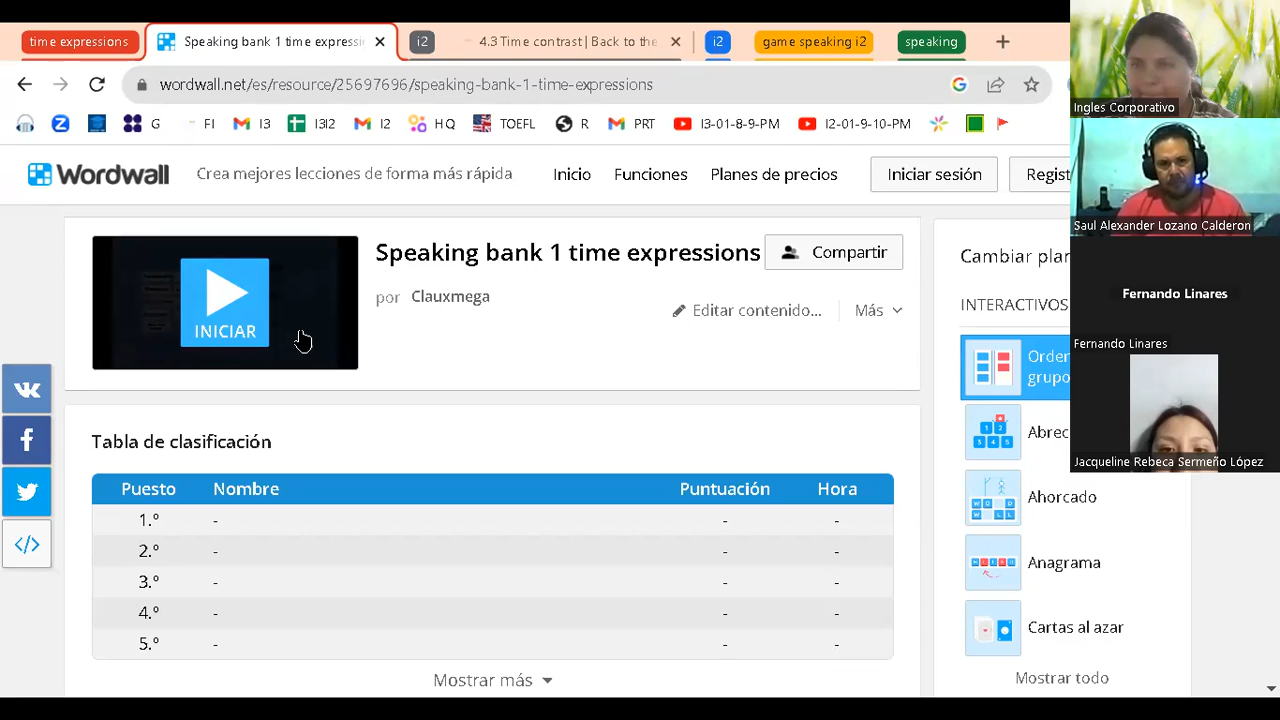 time expressions
Speaking bank 1 time expressi
i2
4.3 Time contrast | Back to the
i2
game speaking i2
speaking
wordwall.net/es/resource/25697696/speaking-bank-1-time-expressions
G
FI
I3
I3I2
I2
HQ
TOEFL
R
PRT
I3-01-8-9-PM
I2-01-9-10-PM
Wordwall
Crea mejores lecciones de forma más rápida
Inicio
Funciones
Planes de precios
Iniciar sesión
Regist
INICIAR
Speaking bank 1 time expressions
Compartir
por Clauxmega
Editar contenido...
Más
Tabla de clasificación
Puesto Nombre Puntuación Hora
1.º - - -
2.º - - -
3.º - - -
4.º - - -
5.º - - -
Mostrar más
Cambiar plan
INTERACTIVOS
Orden
grupo
Abrec
Ahorcado
Anagrama
Cartas al azar
Mostrar todo
Ingles Corporativo
Saul Alexander Lozano Calderon
Fernando Linares
Fernando Linares
Jacqueline Rebeca Sermeño López